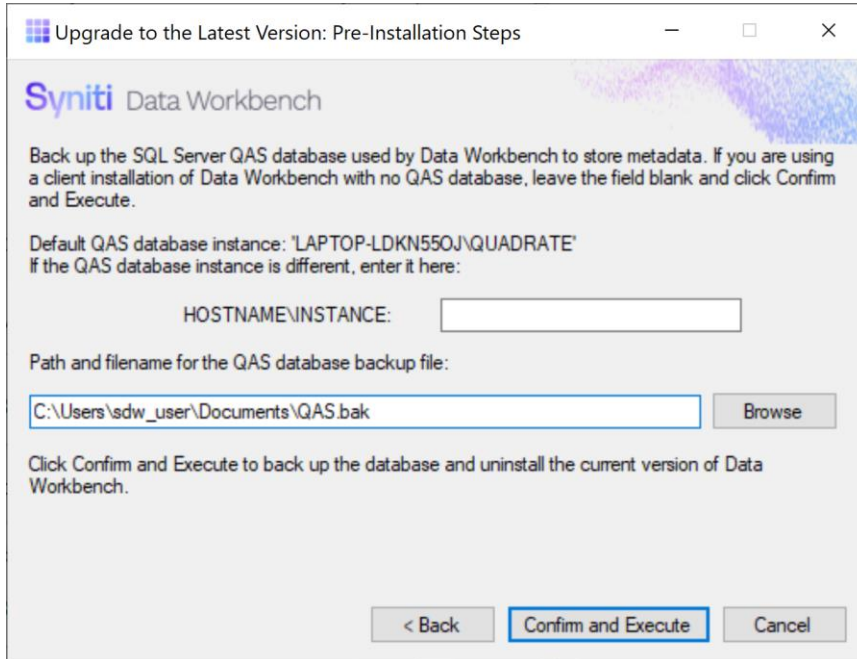 Upgrade to the Latest Version: Pre-Installation Steps
Syniti Data Workbench
Back up the SQL Server QAS database used by Data Workbench to store metadata. If you are using
a client installation of Data Workbench with no QAS database, leave the field blank and click Confirm
and Execute.
Default QAS database instance: "LAPTOP-LDKN55OJ\QUADRATE"
If the QAS database instance is different, enter it here:
HOSTNAME\INSTANCE:
Path and filename for the QAS database backup file:
C:\Users\sdw_user\Documents\QAS.bak
Browse
Click Confirm and Execute to back up the database and uninstall the current version of Data
Workbench.
< Back
Confirm and Execute
Cancel